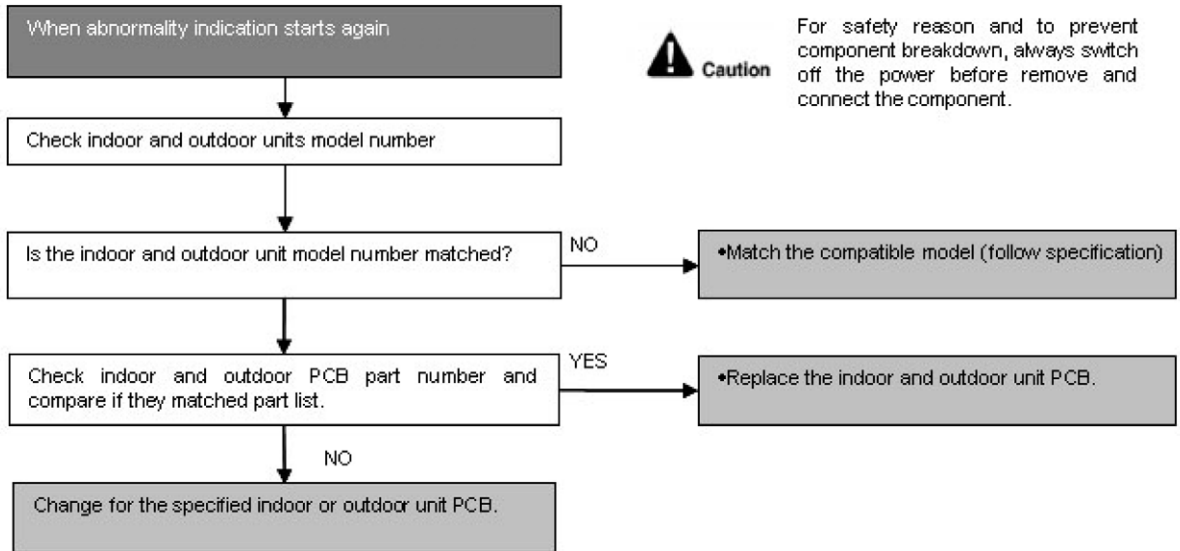 When abnormality indication starts again
Caution
For safety reason and to prevent
component breakdown, always switch
off the power before remove and
connect the component.
Check indoor and outdoor units model number
Is the indoor and outdoor unit model number matched?
NO
•Match the compatible model (follow specification)
Check indoor and outdoor PCB part number and
compare if they matched part list.
YES
•Replace the indoor and outdoor unit PCB.
NO
Change for the specified indoor or outdoor unit PCB.